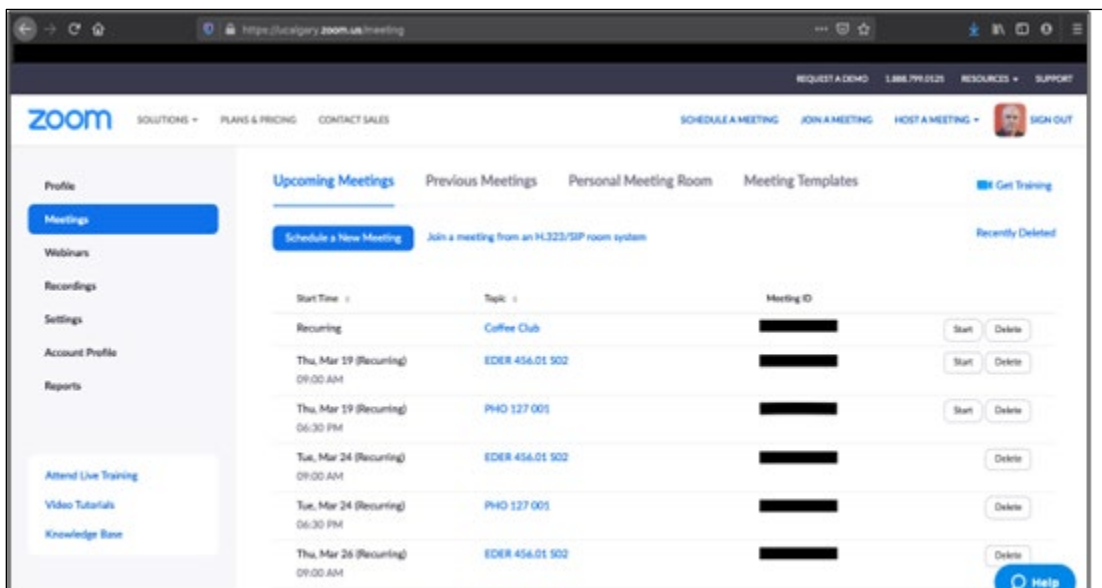 https://ucalgary.zoom.us/meeting
REQUEST A DEMO 1.888.799.0125 RESOURCES SUPPORT
zoom SOLUTIONS PLANS & PRICING CONTACT SALES SCHEDULE A MEETING JOIN A MEETING HOST A MEETING SIGN OUT
Profile
Meetings
Webinars
Recordings
Settings
Account Profile
Reports
Attend Live Training
Video Tutorials
Knowledge Base
Upcoming Meetings Previous Meetings Personal Meeting Room Meeting Templates Get Training
Schedule a New Meeting Join a meeting from an H.323/SIP room system Recently Deleted
Start Time Topic Meeting ID
Recurring Coffee Club Start Delete
Thu, Mar 19 (Recurring) EDER 456.01 S02 Start Delete
09:00 AM
Thu, Mar 19 (Recurring) PHO 127 001 Start Delete
06:30 PM
Tue, Mar 24 (Recurring) EDER 456.01 S02 Delete
09:00 AM
Tue, Mar 24 (Recurring) PHO 127 001 Delete
06:30 PM
Thu, Mar 26 (Recurring) EDER 456.01 S02 Delete
09:00 AM
Help